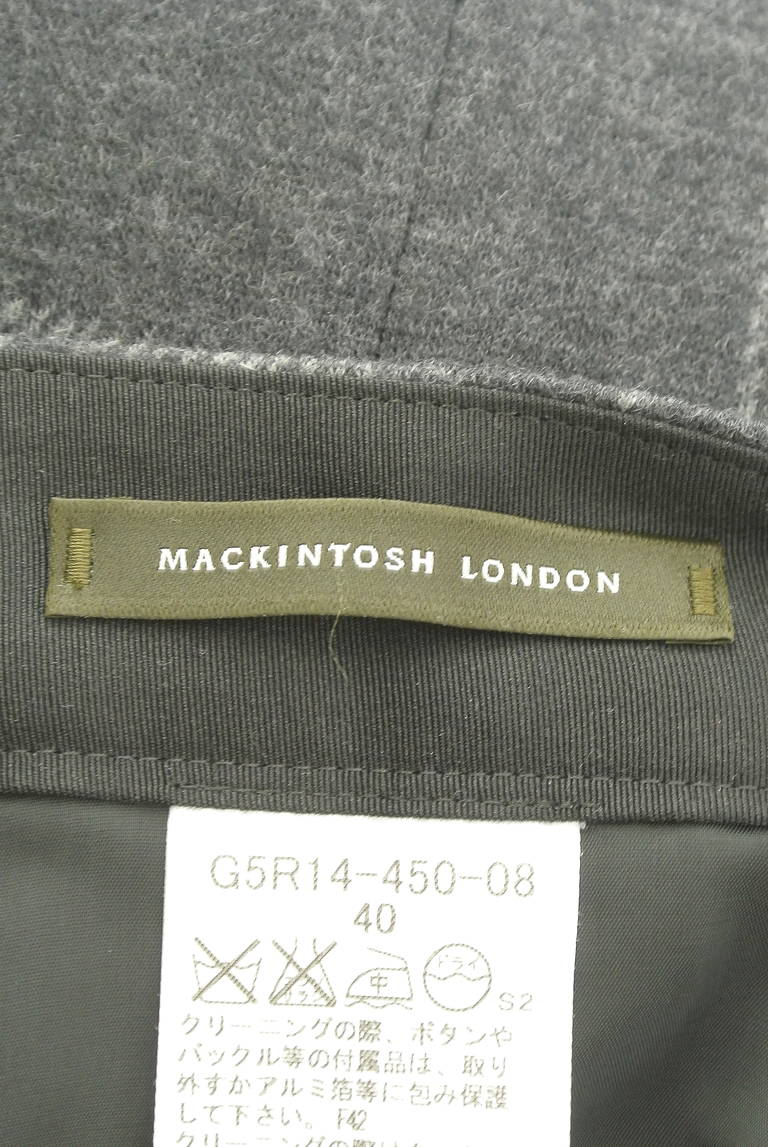 MACKINTOSH LONDON
G5R14-450-08
40
中 ドライ S2
クリーニングの際、ボタンや
バックル等の付属品は、取り
外すかアルミ箔等に包み保護
して下さい。 F42